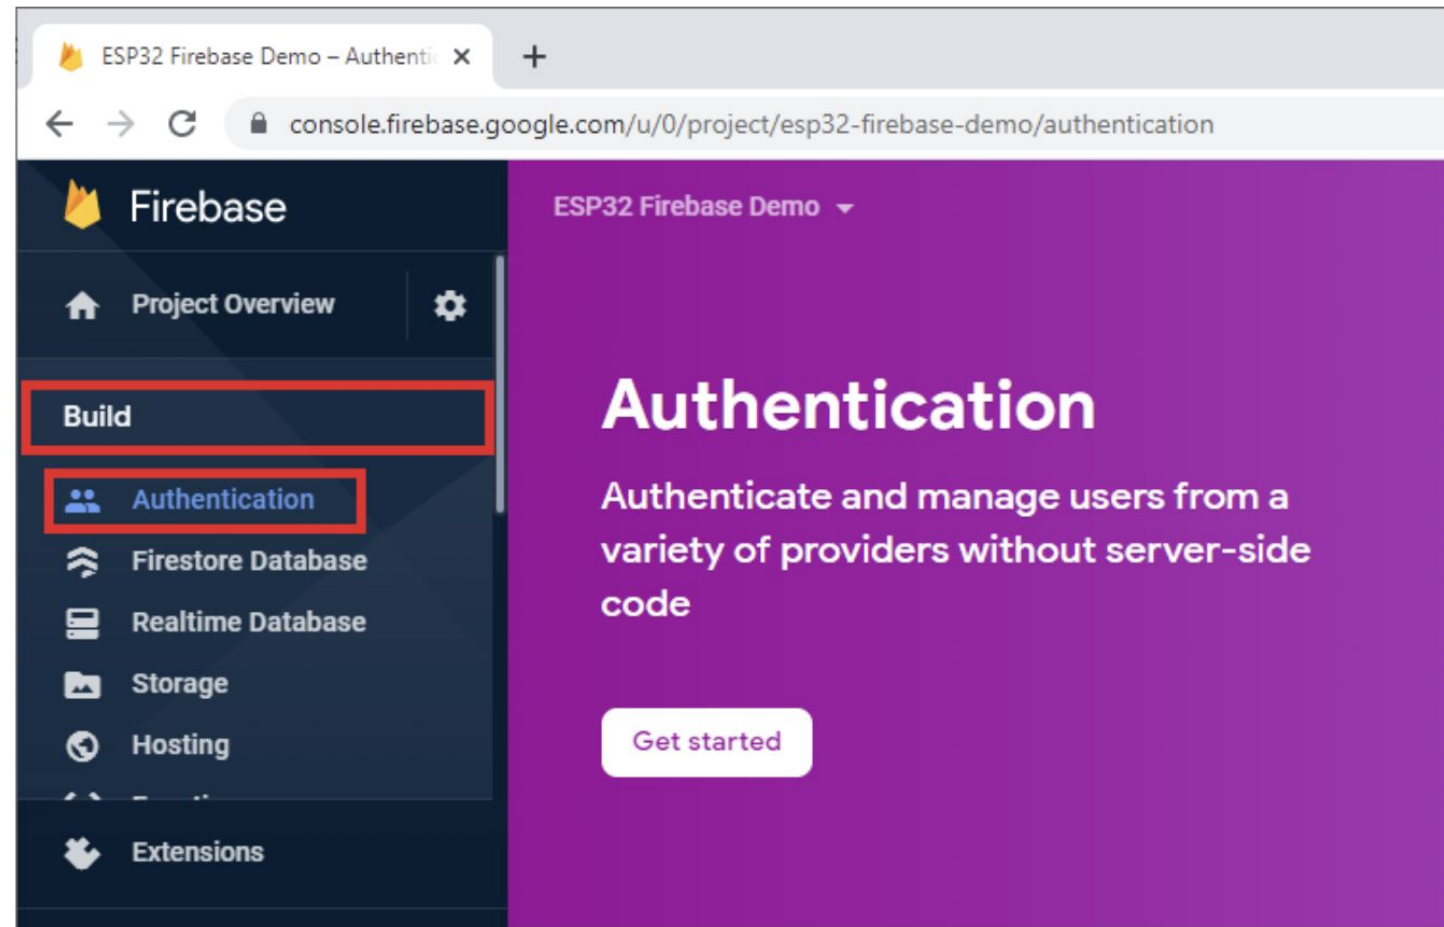 ESP32 Firebase Demo – Authenti
console.firebase.google.com/u/0/project/esp32-firebase-demo/authentication
Firebase
ESP32 Firebase Demo
Project Overview
Build
Authentication
Firestore Database
Realtime Database
Storage
Hosting
Extensions
Authentication
Authenticate and manage users from a
variety of providers without server-side
code
Get started